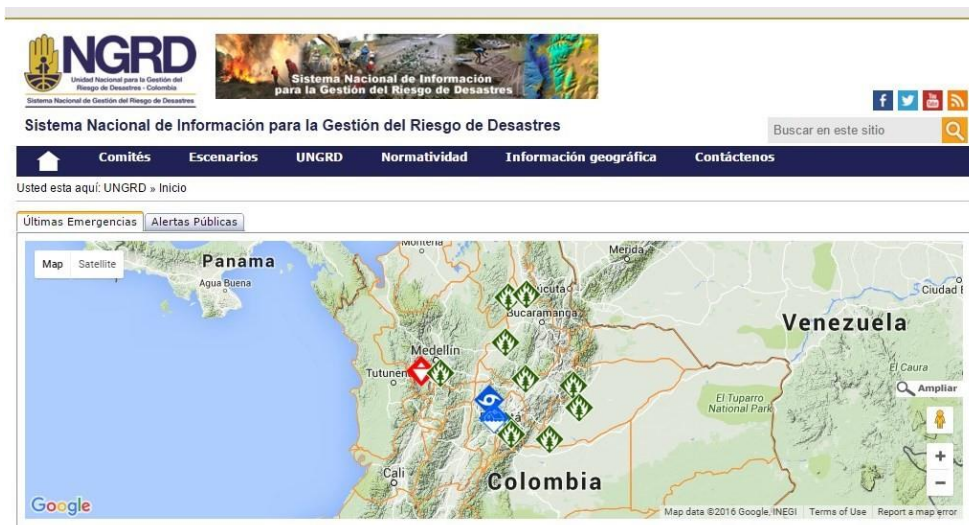 NGRD
Unidad Nacional para la Gestión del
Riesgo de Desastres - Colombia
Sistema Nacional de Gestión del Riesgo de Desastres
Sistema Nacional de Información
para la Gestión del Riesgo de Desastres
Sistema Nacional de Información para la Gestión del Riesgo de Desastres
Buscar en este sitio
Comités Escenarios UNGRD Normatividad Información geográfica Contáctenos
Usted esta aquí: UNGRD » Inicio
Últimas Emergencias Alertas Públicas
Map Satellite
Panama
Agua Buena
Montería
Merida
Cúcuta
Bucaramanga
Ciudad
Venezuela
Medellín
El Caura
Ampliar
El Tuparro
National Park
Cali
Colombia
Google
Map data ©2016 Google, INEGI Terms of Use Report a map error